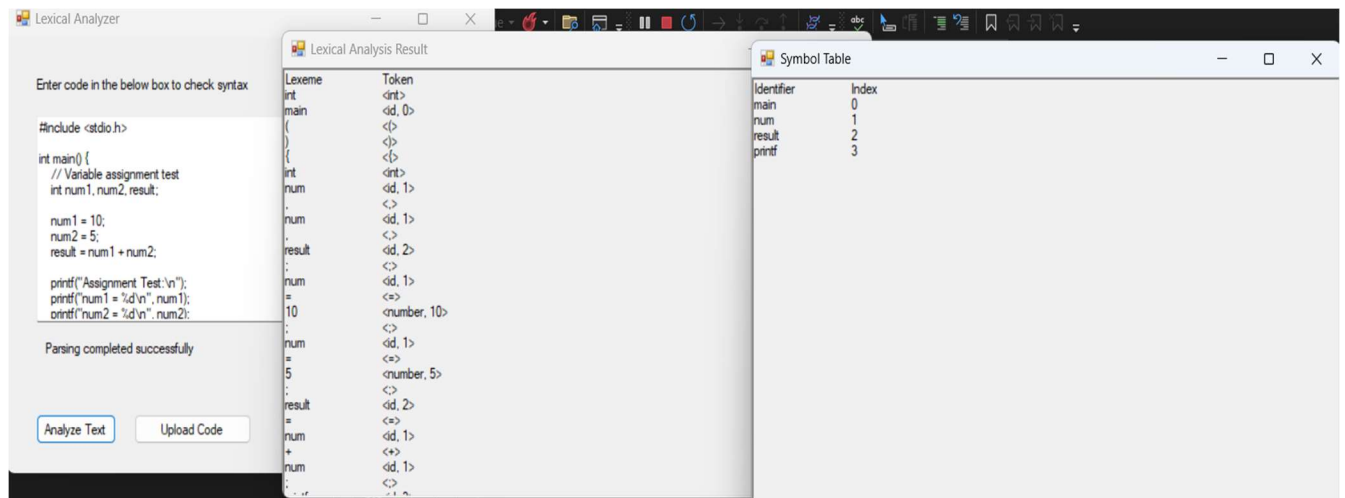 Lexical Analyzer
Enter code in the below box to check syntax
#include <stdio.h>
int main() {
// Variable assignment test
int num1, num2, result;
num1 = 10;
num2 = 5;
result = num1 + num2;
printf("Assignment Test:\n");
printf("num1 = %d\n", num1);
printf("num2 = %d\n", num2);
Parsing completed successfully
Analyze Text Upload Code
Lexical Analysis Result
Lexeme Token
int <int>
main <id, 0>
( <(>
) <)>
{ <{>
int <int>
num <id, 1>
, <,>
num <id, 1>
, <,>
result <id, 2>
; <;>
num <id, 1>
= <=>
10 <number, 10>
; <;>
num <id, 1>
= <=>
5 <number, 5>
; <;>
result <id, 2>
= <=>
num <id, 1>
+ <+>
num <id, 1>
; <;>
Symbol Table
Identifier Index
main 0
num 1
result 2
printf 3
abc